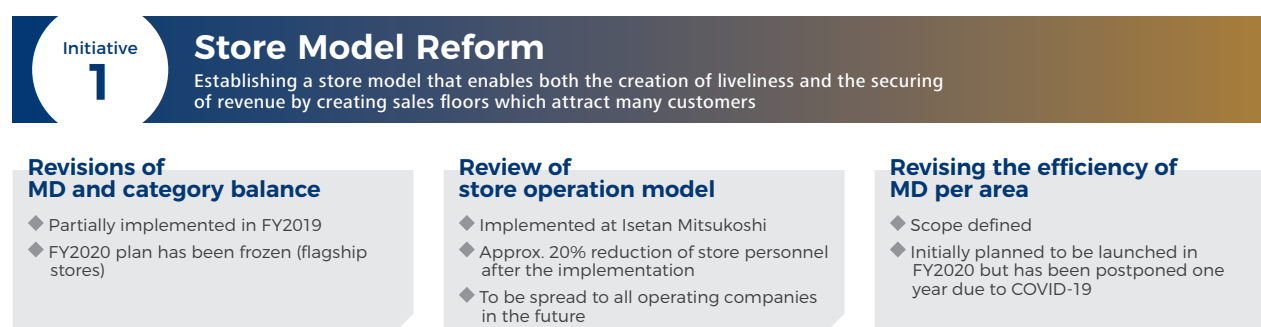 Initiative
1
Store Model Reform
Establishing a store model that enables both the creation of liveliness and the securing
of revenue by creating sales floors which attract many customers
Revisions of
MD and category balance
◆ Partially implemented in FY2019
◆ FY2020 plan has been frozen (flagship
stores)
Review of
store operation model
◆ Implemented at Isetan Mitsukoshi
◆ Approx. 20% reduction of store personnel
after the implementation
◆ To be spread to all operating companies
in the future
Revising the efficiency of
MD per area
◆ Scope defined
◆ Initially planned to be launched in
FY2020 but has been postponed one
year due to COVID-19